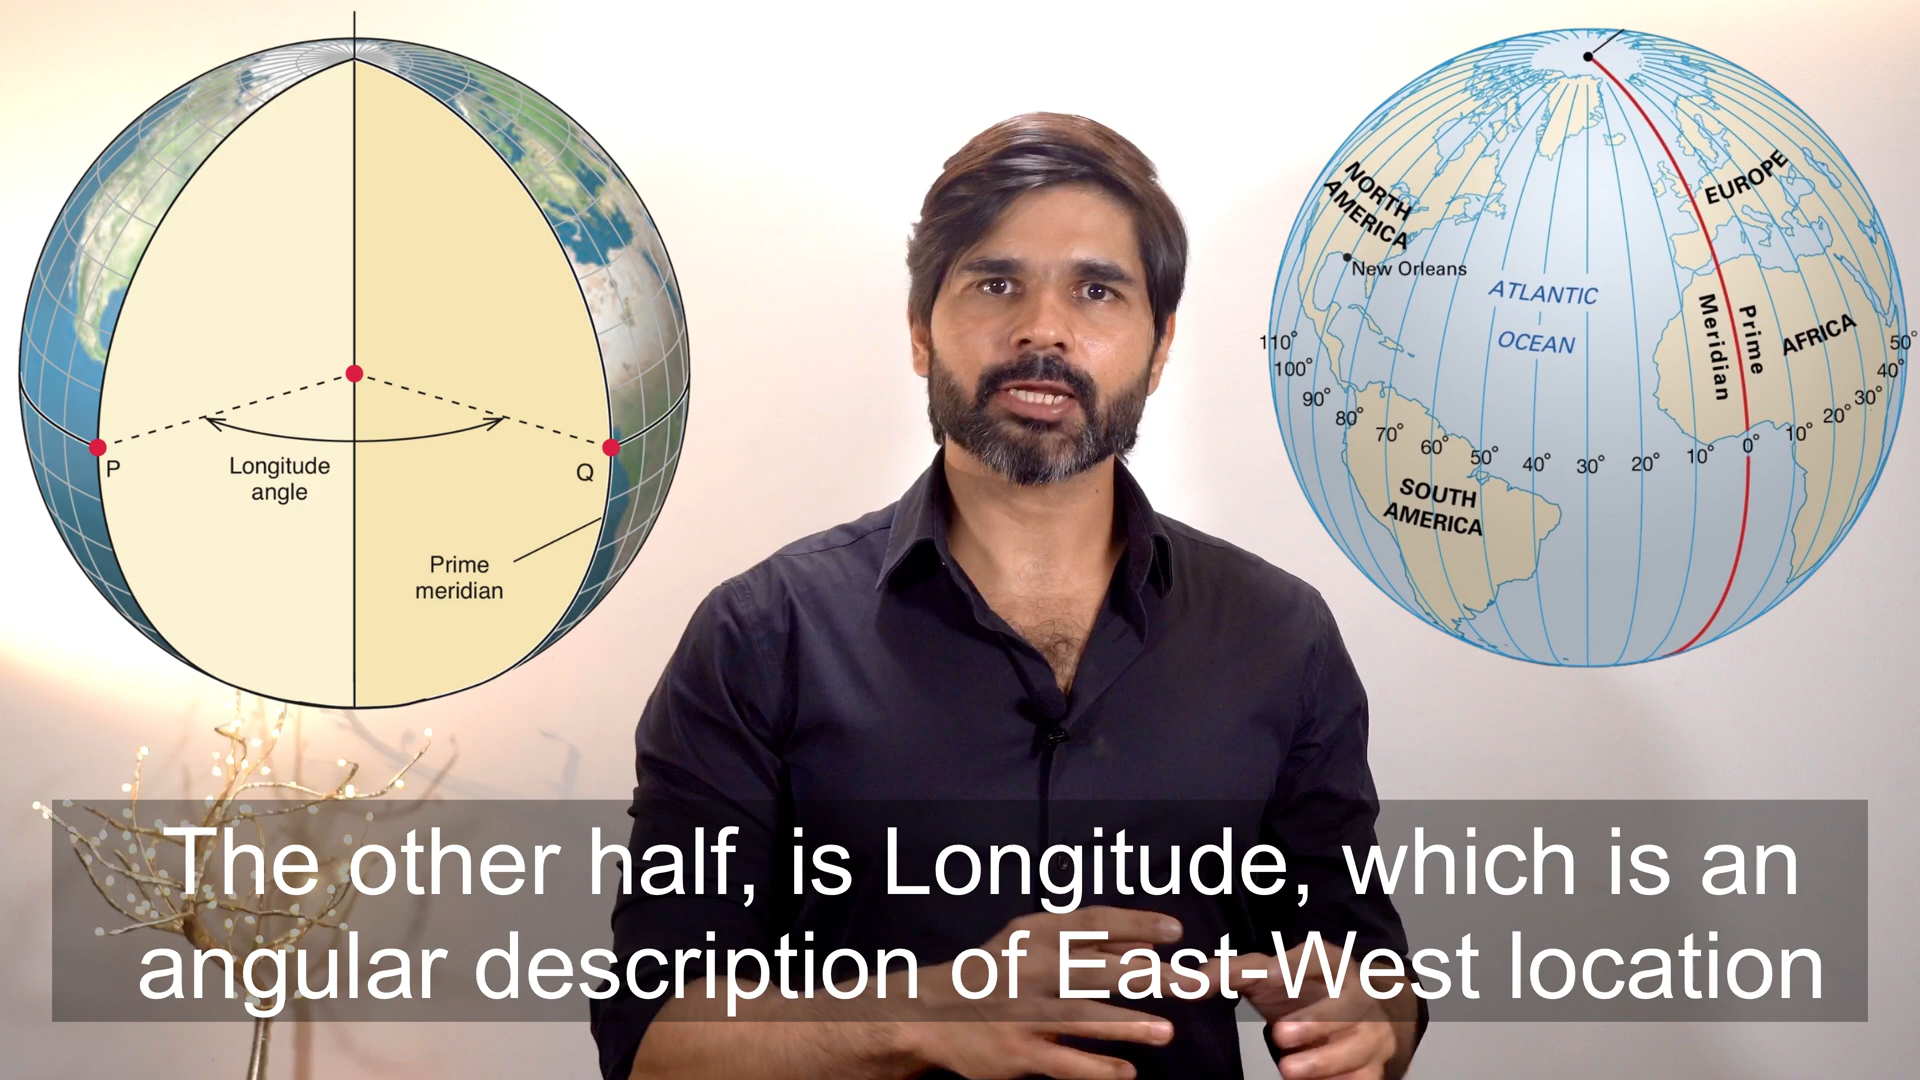 P
Longitude
angle
Q
Prime
meridian
NORTH
AMERICA
New Orleans
ATLANTIC
OCEAN
EUROPE
AFRICA
Prime
Meridian
110°
100°
90°
80°
70°
60°
50°
40°
30°
20°
10°
0°
10°
20°
30°
40°
50°
SOUTH
AMERICA
The other half, is Longitude, which is an
angular description of East-West location